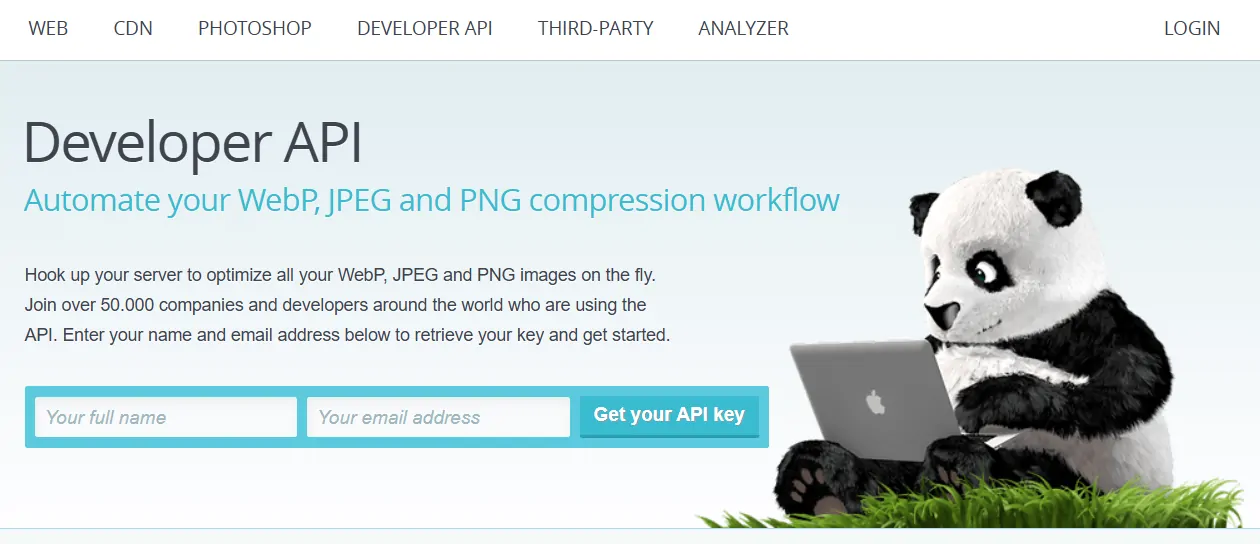 WEB CDN PHOTOSHOP DEVELOPER API THIRD-PARTY ANALYZER LOGIN
Developer API
Automate your WebP, JPEG and PNG compression workflow
Hook up your server to optimize all your WebP, JPEG and PNG images on the fly.
Join over 50.000 companies and developers around the world who are using the
API. Enter your name and email address below to retrieve your key and get started.
Your full name Your email address Get your API key